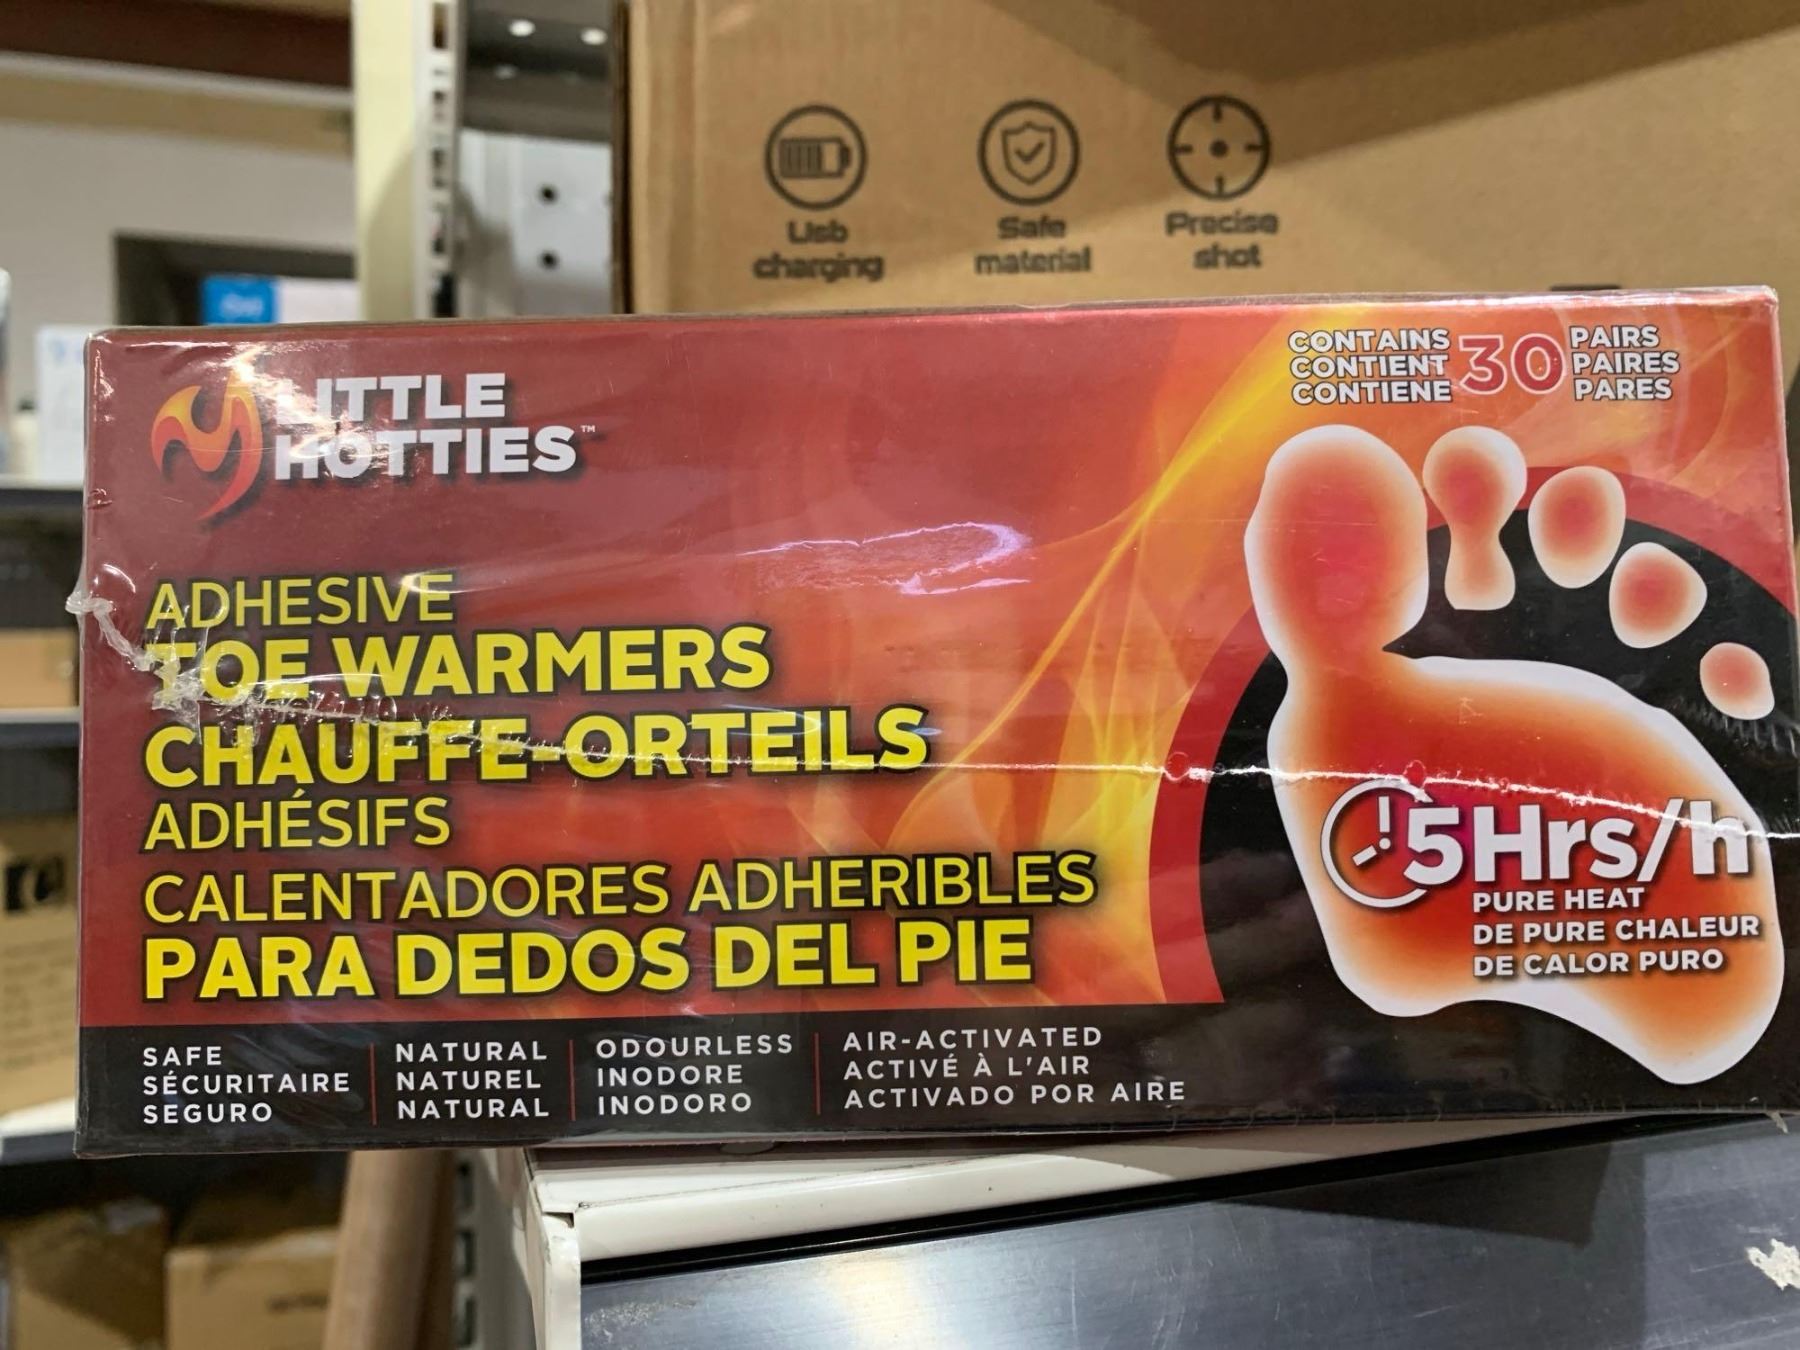 Usb
charging
Safe
material
Precise
shot
LITTLE
HOTTIES™
CONTAINS
CONTIENT
CONTIENE
30
PAIRS
PAIRES
PARES
ADHESIVE
TOE WARMERS
CHAUFFE-ORTEILS
ADHÉSIFS
CALENTADORES ADHERIBLES
PARA DEDOS DEL PIE
5Hrs/h
PURE HEAT
DE PURE CHALEUR
DE CALOR PURO
SAFE
SÉCURITAIRE
SEGURO
NATURAL
NATUREL
NATURAL
ODOURLESS
INODORE
INODORO
AIR-ACTIVATED
ACTIVÉ À L'AIR
ACTIVADO POR AIRE